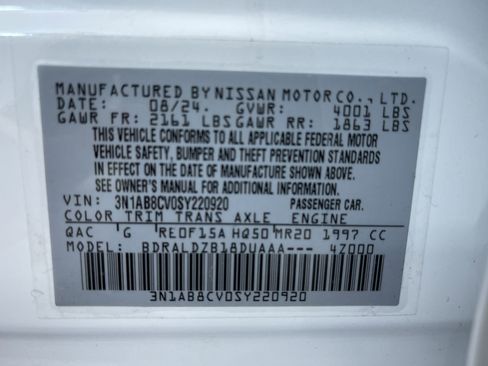 MANUFACTURED BY NISSAN MOTOR CO., LTD.
DATE: 08/24. GVWR: 4001 LBS
GAWR FR: 2161 LBS GAWR RR: 1863 LBS
THIS VEHICLE CONFORMS TO ALL APPLICABLE FEDERAL MOTOR
VEHICLE SAFETY, BUMPER AND THEFT PREVENTION STANDARDS
IN EFFECT ON THE DATE OF MANUFACTURE SHOWN ABOVE.
SEE OWNER'S MANUAL FOR ADDITIONAL INFORMATION.
VIN: 3N1AB8CV0SY220920 PASSENGER CAR.
COLOR TRIM TRANS AXLE ENGINE
QAC G RE0F15A HQ50 MR20 1997 CC
MODEL: BDRALDZB18DUAAA--- 47000
3N1AB8CV0SY220920